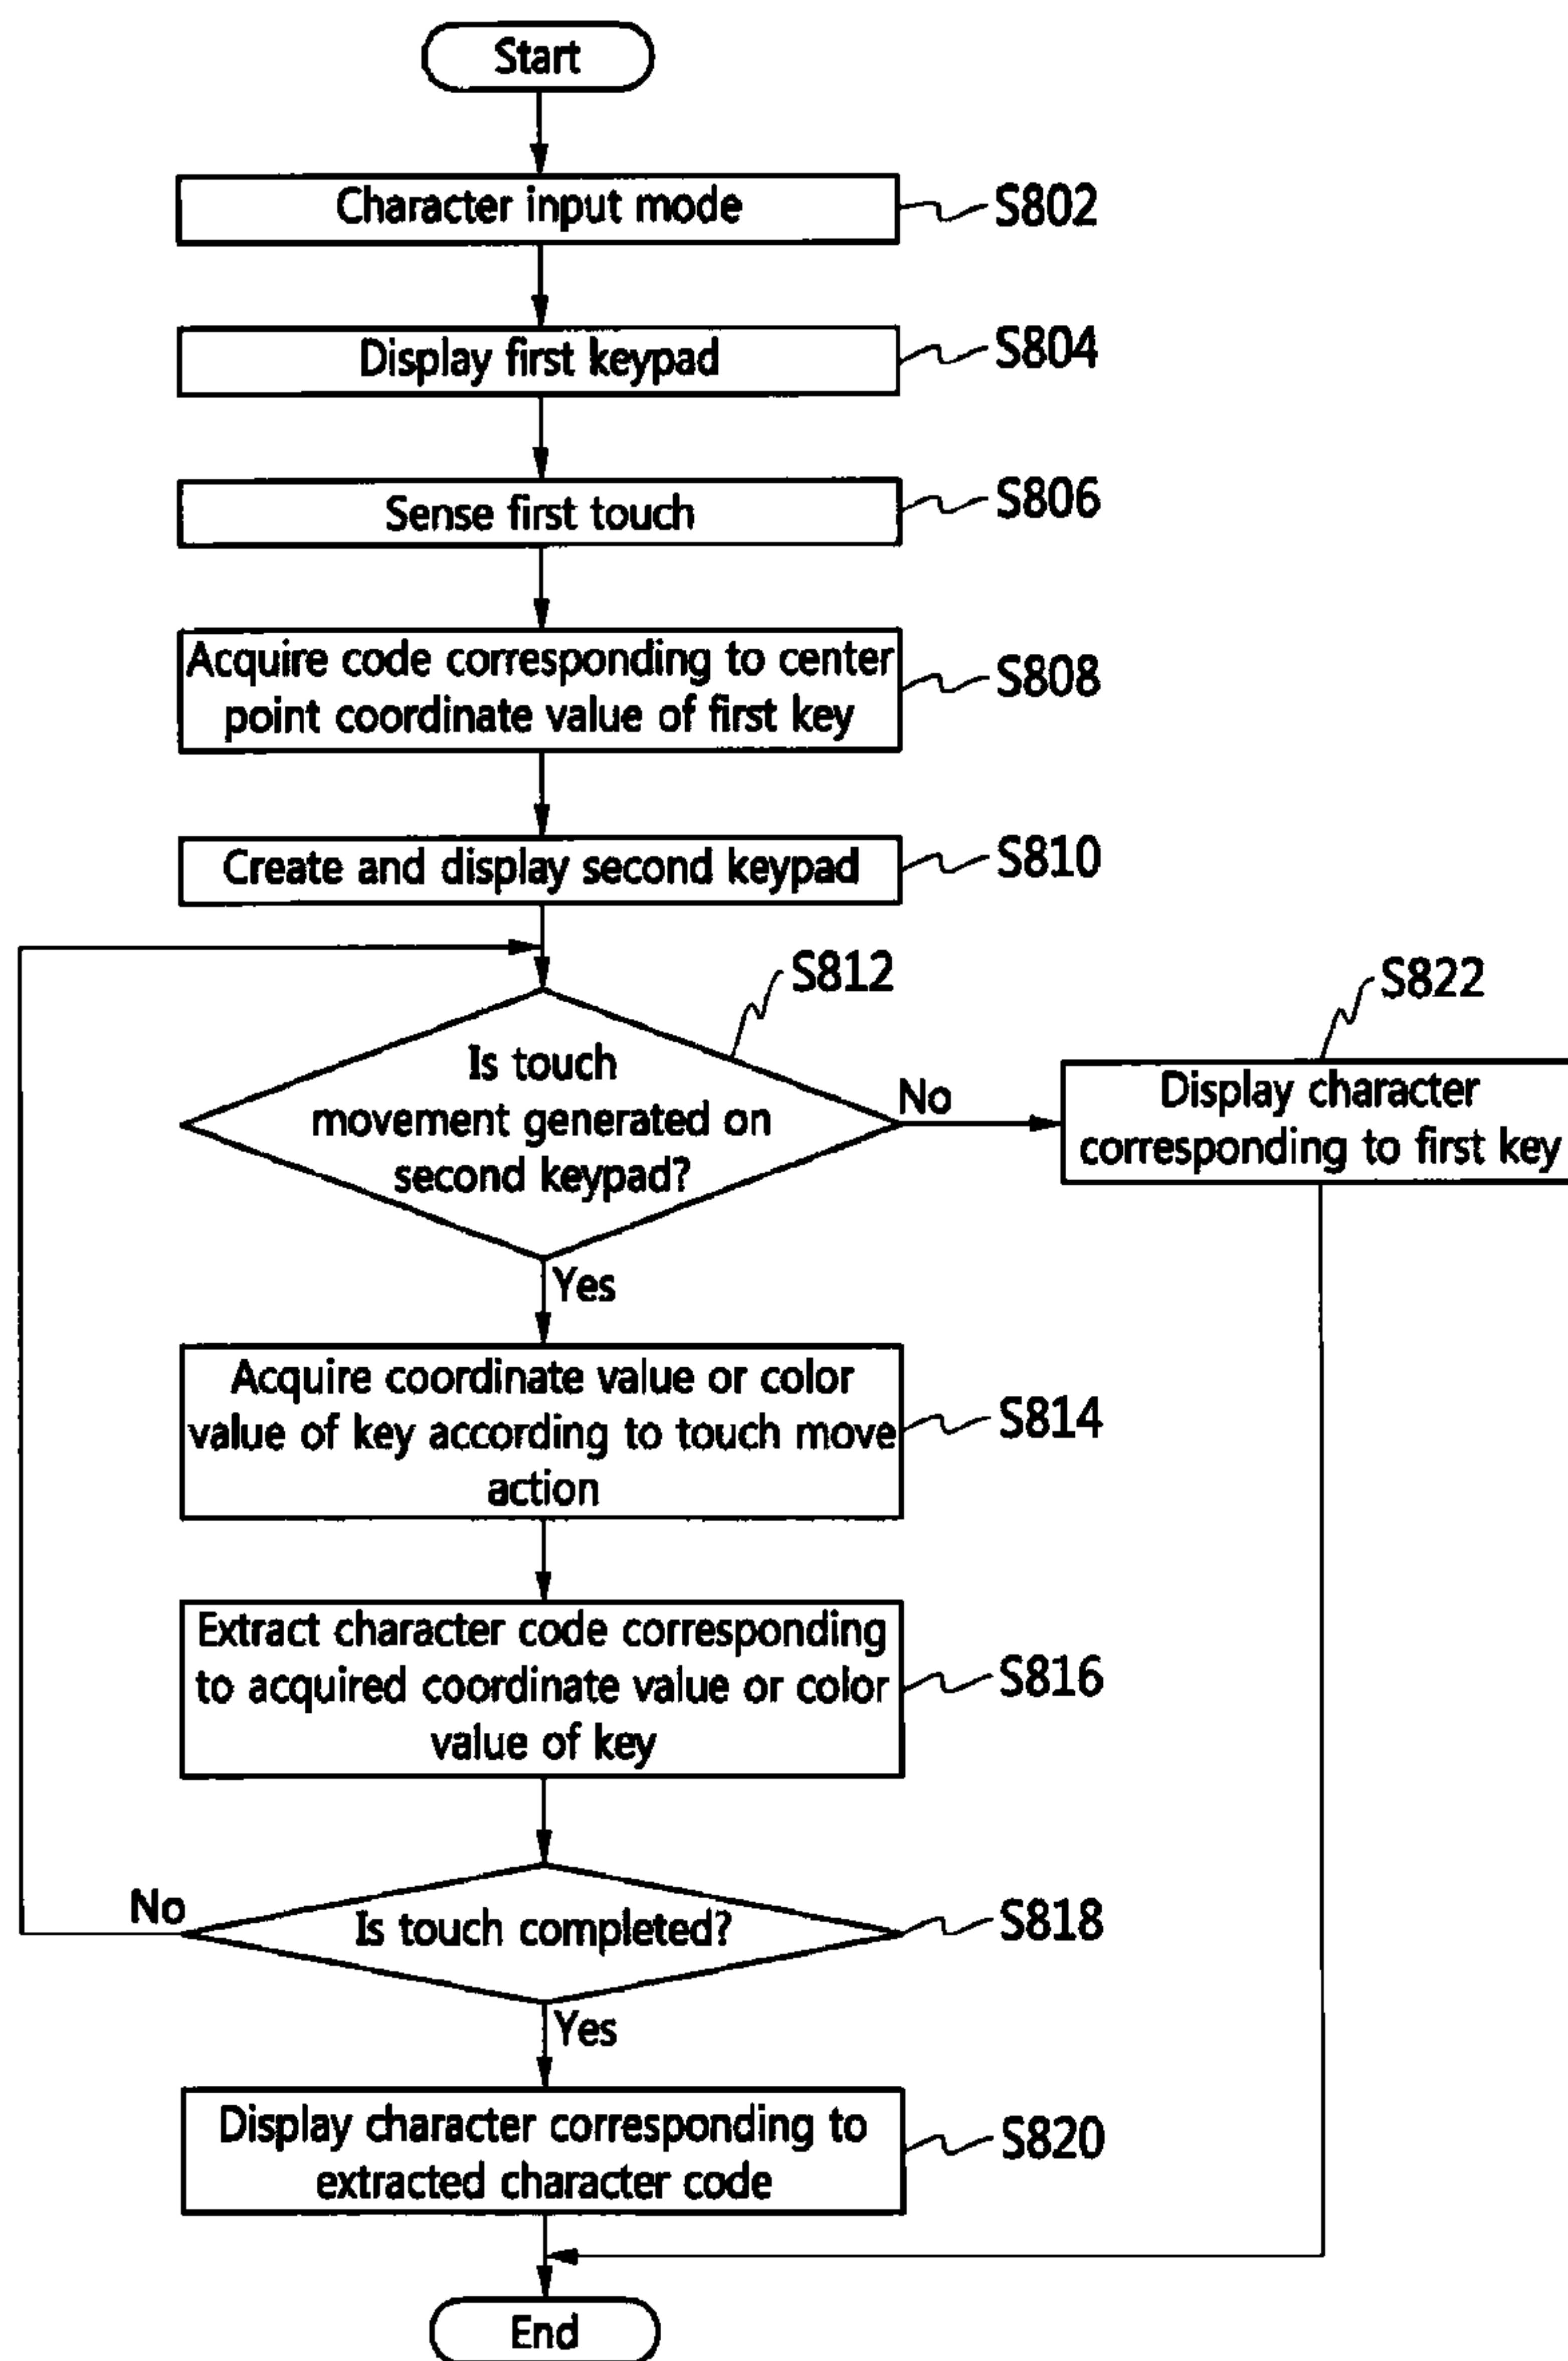 Start
Character input mode
S802
Display first keypad
S804
Sense first touch
S806
Acquire code corresponding to center
point coordinate value of first key
S808
Create and display second keypad
S810
Is touch
movement generated on
second keypad?
S812
No
Display character
corresponding to first key
S822
Yes
Acquire coordinate value or color
value of key according to touch move
action
S814
Extract character code corresponding
to acquired coordinate value or color
value of key
S816
Is touch completed?
S818
No
Yes
Display character corresponding to
extracted character code
S820
End